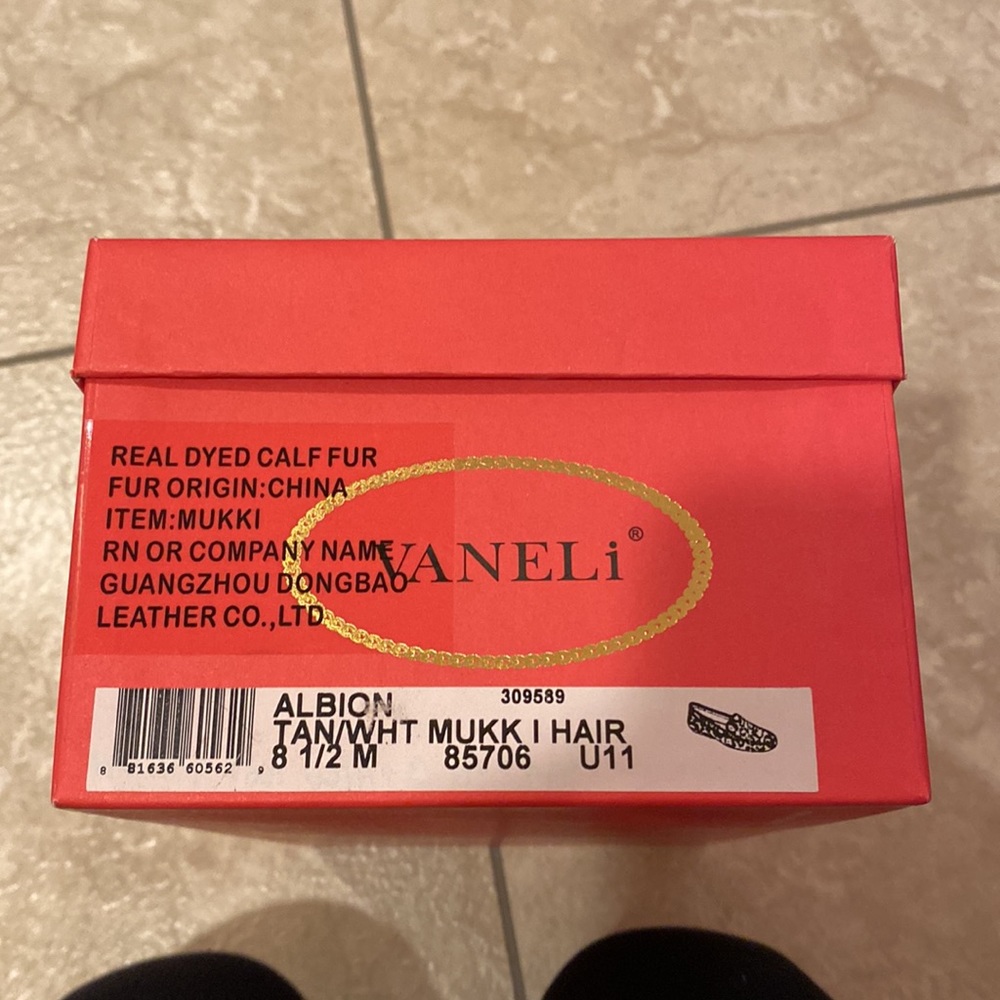 REAL DYED CALF FUR
FUR ORIGIN:CHINA
ITEM:MUKKI
RN OR COMPANY NAME
GUANGZHOU DONGBAO
LEATHER CO.,LTD
VANELi®
ALBION 309589
TAN/WHT MUKK I HAIR
8 1/2 M 85706 U11
8 81636 60562 9